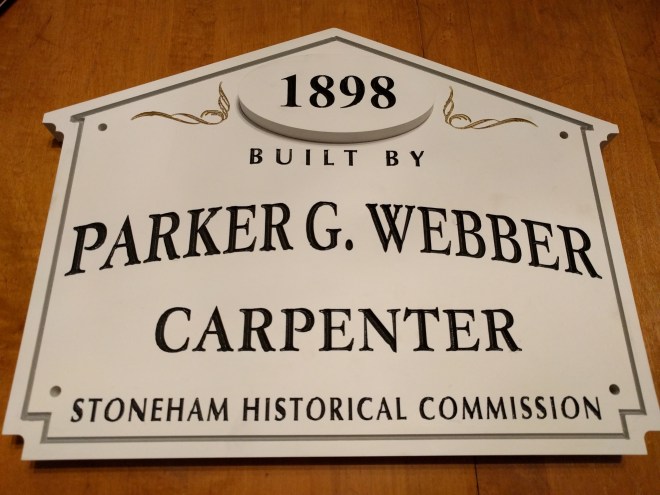 1898
BUILT BY
PARKER G. WEBBER
CARPENTER
STONEHAM HISTORICAL COMMISSION